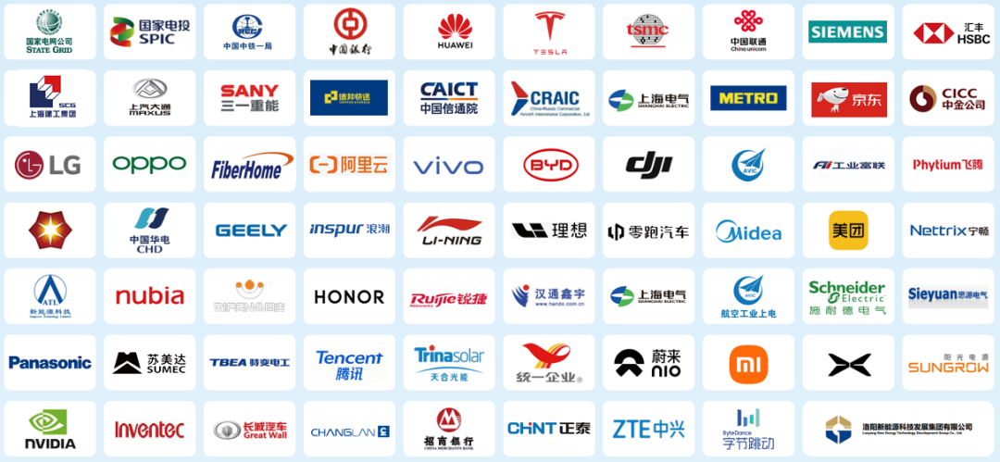 国家电网公司
STATE GRID
国家电投
SPIC
中国中铁一局
中国银行
HUAWEI
TESLA
tsmc
中国联通
China unicom
SIEMENS
汇丰
HSBC
SCG
上海建工集团
上汽大通
MAXUS
SANY
三一重能
德邦快递
DEPPON EXPRESS
CAICT
中国信通院
CRAIC
China-Russia Commercial
Aircraft International Corporation, Ltd.
上海电气
SHANGHAI ELECTRIC
METRO
京东
CICC
中金公司
LG
oppo
FiberHome
阿里云
vivo
BYD
dji
AVIC
工业富联
Phytium飞腾
中国华电
CHD
GEELY
inspur 浪潮
LI-NING
理想
零跑汽车
Midea
美团
Nettrix宁畅
ATL
新能源科技
Amperex Technology Limited
nubia
HONOR
Ruijie锐捷
汉通鑫宇
www.hando.com.cn
上海电气
SHANGHAI ELECTRIC
AVIC
航空工业上电
Schneider
Electric
施耐德电气
Sieyuan思源电气
Panasonic
苏美达
SUMEC
TBEA 特变电工
Tencent
腾讯
Trinasolar
天合光能
统一企业®
蔚来
NIO
mi
阳光电源
SUNGROW
NVIDIA
Inventec
长城汽车
Great Wall
CHANGLAN
招商银行
CHINA MERCHANTS BANK
CHINT 正泰
ZTE中兴
ByteDance
字节跳动
洛阳新能源科技发展集团有限公司
Luoyang New Energy Technology Development Group Co., Ltd.